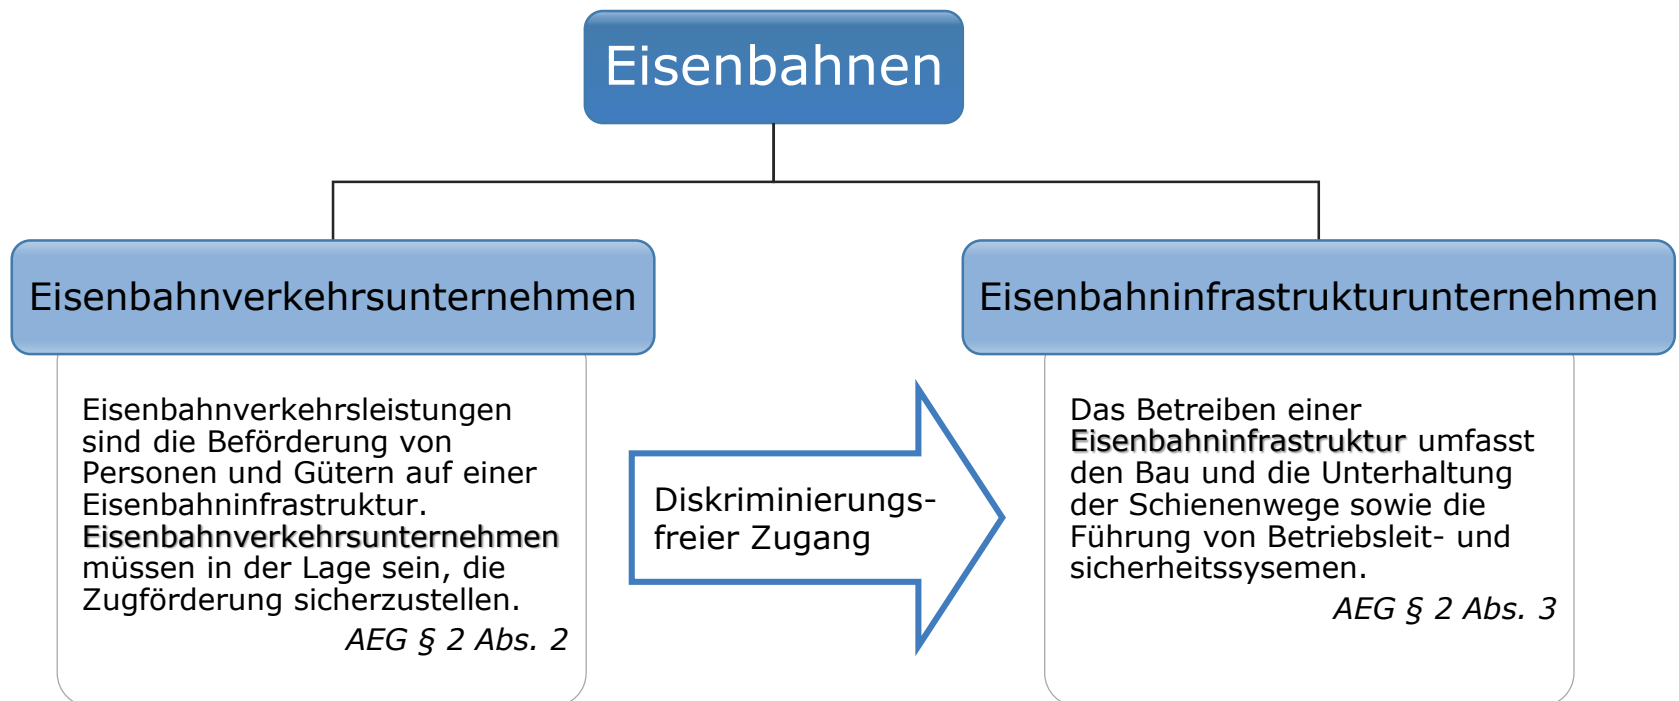 Eisenbahnen
Eisenbahnverkehrsunternehmen
Eisenbahnverkehrsleistungen
sind die Beförderung von
Personen und Gütern auf einer
Eisenbahninfrastruktur.
Eisenbahnverkehrsunternehmen
müssen in der Lage sein, die
Zugförderung sicherzustellen.
AEG § 2 Abs. 2
Diskriminierungs-
freier Zugang
Eisenbahninfrastrukturunternehmen
Das Betreiben einer
Eisenbahninfrastruktur umfasst
den Bau und die Unterhaltung
der Schienenwege sowie die
Führung von Betriebsleit- und
sicherheitssysemen.
AEG § 2 Abs. 3